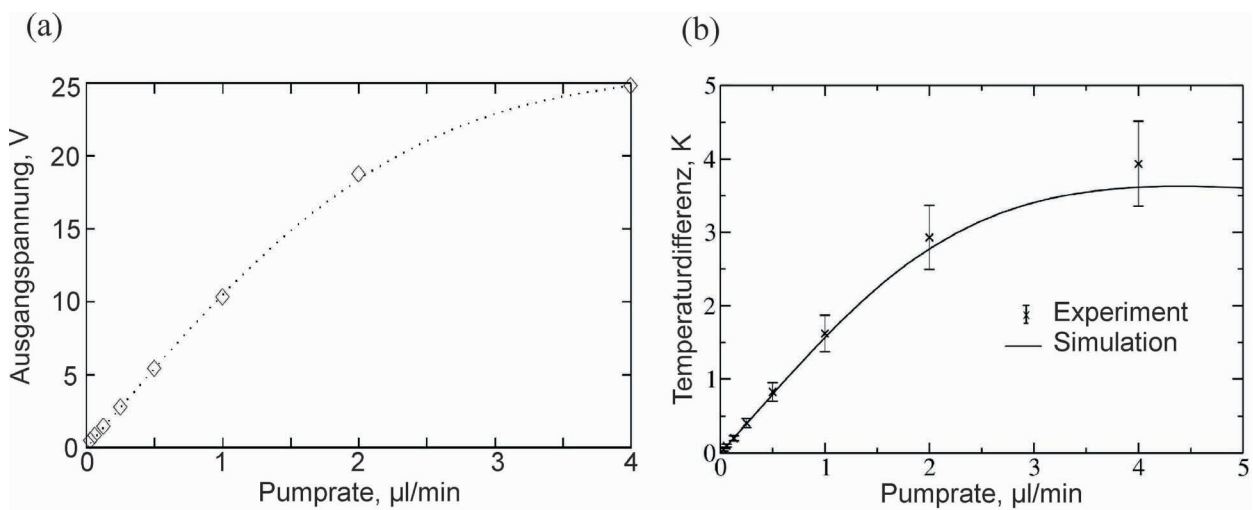 (a)
25
20
15
10
5
0
Ausgangspannung, V
0 1 2 3 4
Pumprate, µl/min
(b)
5
4
3
2
1
0
Temperaturdifferenz, K
Experiment
Simulation
0 1 2 3 4 5
Pumprate, µl/min